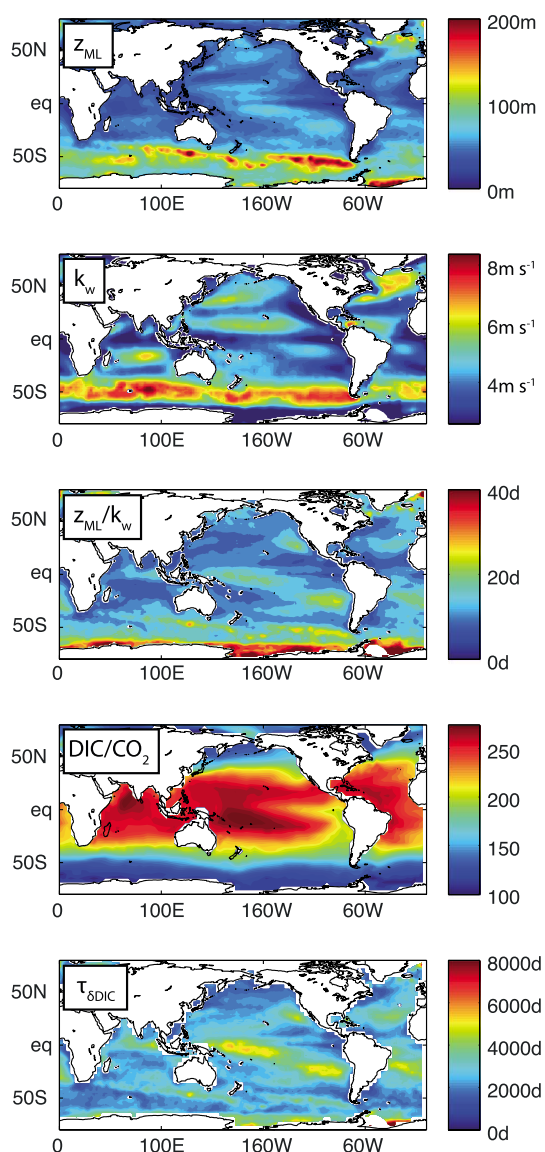 z_ML
50N
eq
50S
0
100E
160W
60W
200m
100m
0m
k_w
50N
eq
50S
0
100E
160W
60W
8m s⁻¹
6m s⁻¹
4m s⁻¹
z_ML/k_w
50N
eq
50S
0
100E
160W
60W
40d
20d
0d
DIC/CO₂
50N
eq
50S
0
100E
160W
60W
250
200
150
100
τ_δDIC
50N
eq
50S
0
100E
160W
60W
8000d
6000d
4000d
2000d
0d